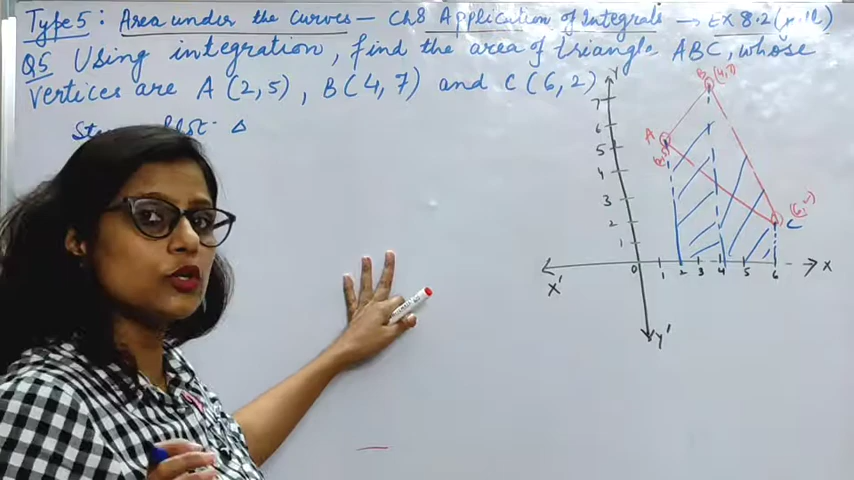 Type 5: Area under the Curves - Ch8 Application of Integrals → EX 8.2
Q5 Using integration, find the area of triangle ABC, whose
vertices are A (2,5), B(4,7) and C(6,2)
Plot Δ
Y
B (4,7)
7
6
A
5
4
3
(6,2)
C
2
1
X' 0 1 2 3 4 5 6 X
Y'